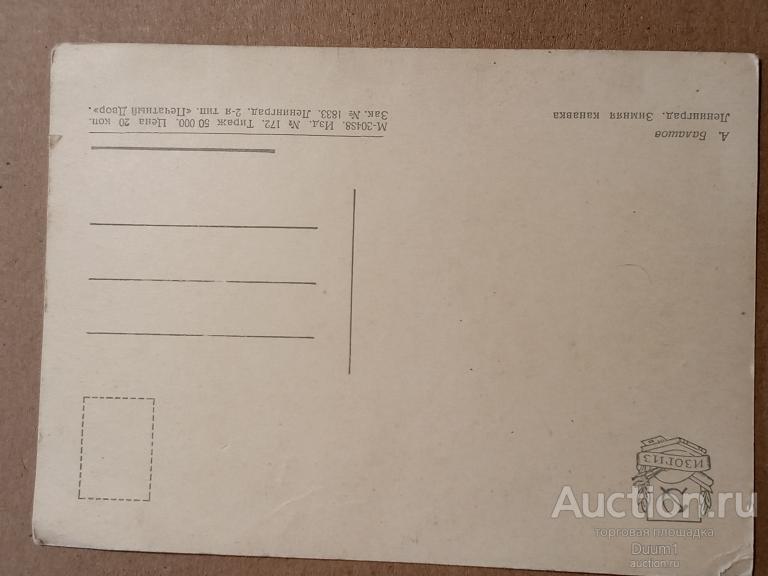 А. Балашов
Ленинград. Зимняя канавка
М-30458. Изд. № 172. Тираж 50 000. Цена 20 коп.
Зак. № 1833. Ленинград, 2-я тип. «Печатный Двор».
ИЗОГИЗ
Auction.ru
торговая площадка
Duum1
auction.ru